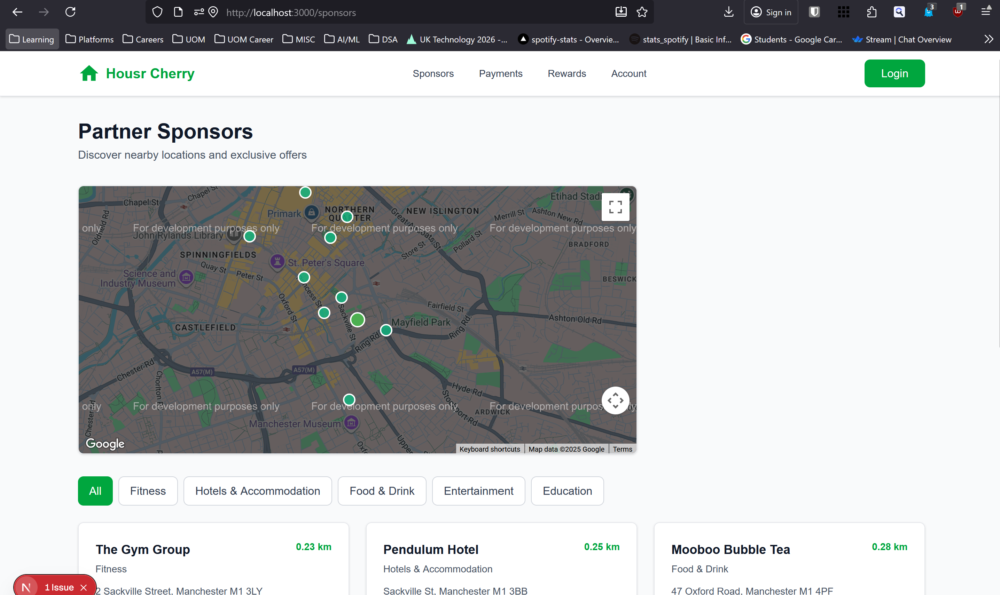 http://localhost:3000/sponsors
Sign in
3
1
Learning
Platforms
Careers
UOM
UOM Career
MISC
AI/ML
DSA
UK Technology 2026 -...
spotify-stats - Overvie...
stats_spotify | Basic Inf...
Students - Google Car...
Stream | Chat Overview
Housr Cherry
Sponsors
Payments
Rewards
Account
Login
Partner Sponsors
Discover nearby locations and exclusive offers
Chapel St
Chapel St
Primark
NORTHERN
QUARTER
NEW ISLINGTON
Etihad Stadi
Merrill St
Ashton New Rd
Oldfield Rd
Great Ancoats St
only
For development purposes only
For development purposes only
For development purposes only
John Rylands Library
Store St
Pollard St
BRADFORD
SPINNINGFIELDS
Quay St
Peter St
St. Peter's Square
Science and
Industry Museum
BESWICK
Oxford St
Sackville St
Fairfield St
Mayfield Park
Ring Rd.
Ring Rd.
Ashton Old Rd
CASTLEFIELD
Chester Rd
A57(M)
A57(M)
Hyde Rd
Stockport Rd
only
For development purposes only
For development purposes only
ARDWICK
Chester Rd
Manchester Museum
Upper
Google
Keyboard shortcuts
Map data ©2025 Google
Terms
All
Fitness
Hotels & Accommodation
Food & Drink
Entertainment
Education
The Gym Group
0.23 km
Fitness
2 Sackville Street, Manchester M1 3LY
Pendulum Hotel
0.25 km
Hotels & Accommodation
Sackville St, Manchester M1 3BB
Mooboo Bubble Tea
0.28 km
Food & Drink
47 Oxford Road, Manchester M1 4PF
N
1 Issue